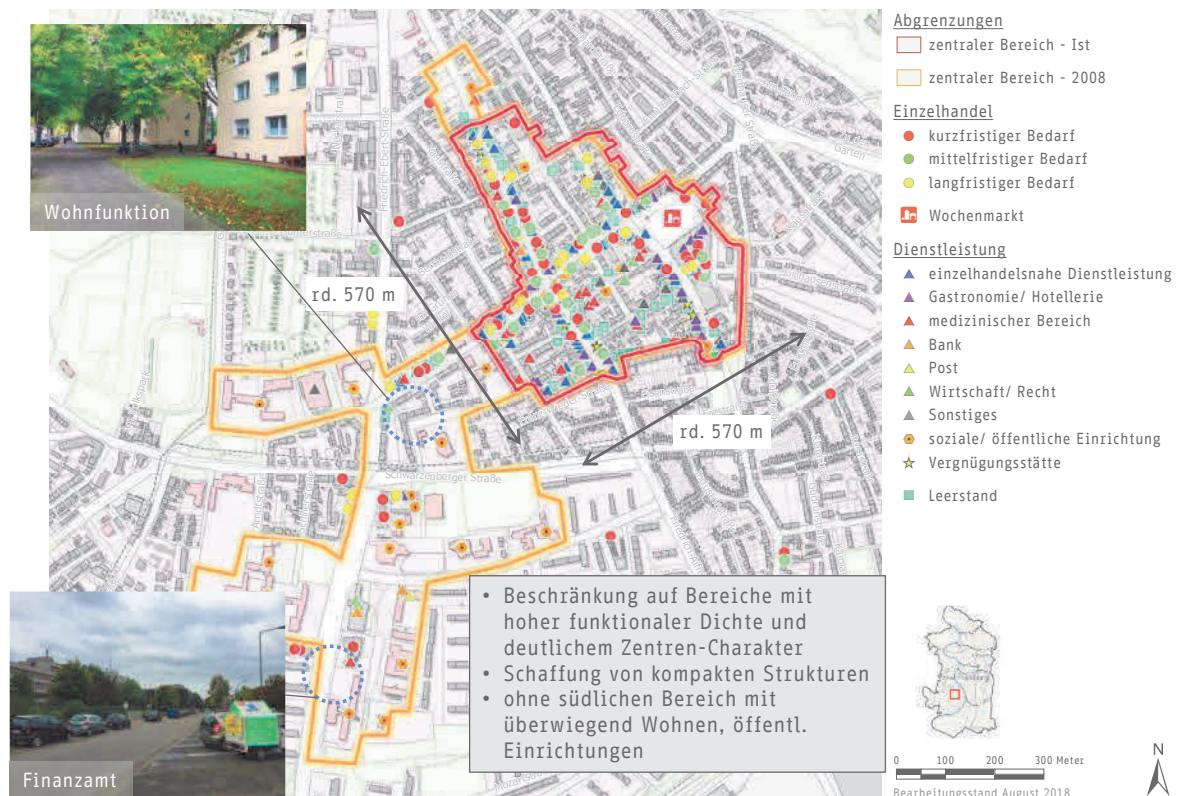 Wohnfunktion
Friedrich-Ebert-Straße
rd. 570 m
rd. 570 m
Schwarzenberger Straße
Finanzamt
• Beschränkung auf Bereiche mit
hoher funktionaler Dichte und
deutlichem Zentren-Charakter
• Schaffung von kompakten Strukturen
• ohne südlichen Bereich mit
überwiegend Wohnen, öffentl.
Einrichtungen
Abgrenzungen
zentraler Bereich - Ist
zentraler Bereich - 2008
Einzelhandel
kurzfristiger Bedarf
mittelfristiger Bedarf
langfristiger Bedarf
Wochenmarkt
Dienstleistung
einzelhandelsnahe Dienstleistung
Gastronomie/ Hotellerie
medizinischer Bereich
Bank
Post
Wirtschaft/ Recht
Sonstiges
soziale/ öffentliche Einrichtung
Vergnügungsstätte
Leerstand
0 50 100 200 300 Meter
Bearbeitungsstand August 2018
N